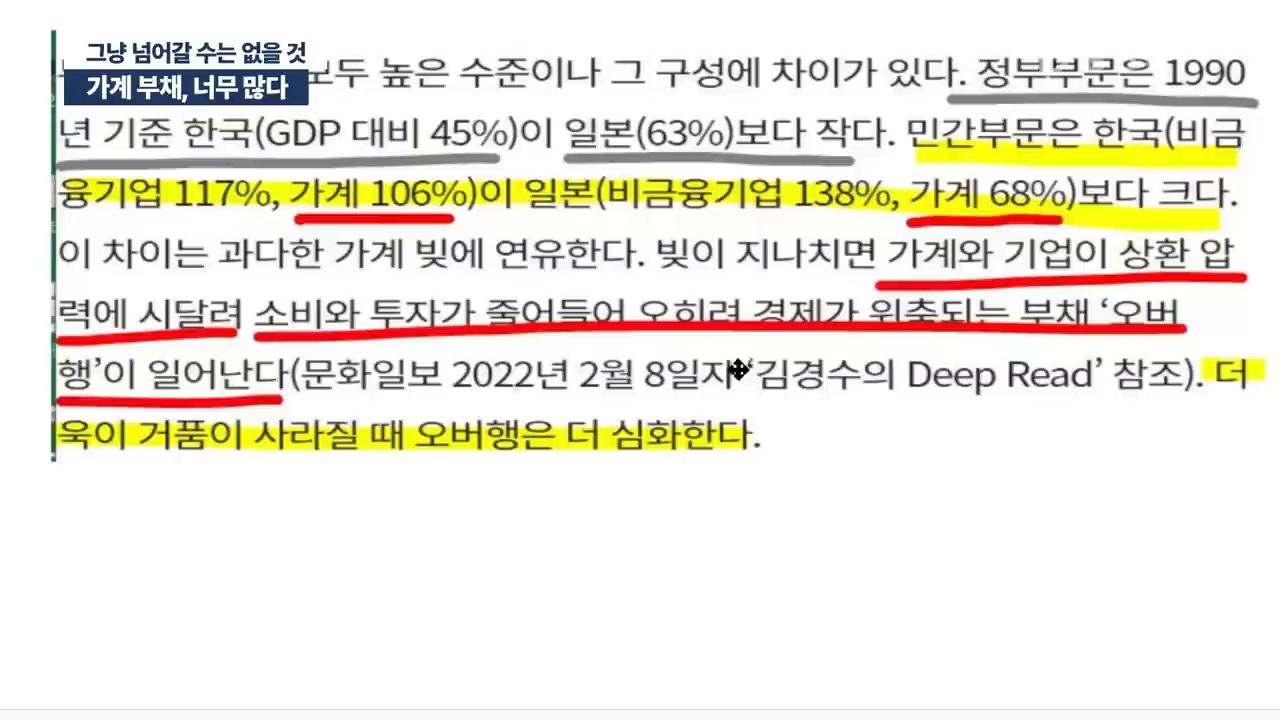 그냥 넘어갈 수는 없을 것
가계 부채, 너무 많다
모두 높은 수준이나 그 구성에 차이가 있다. 정부부문은 1990
년 기준 한국(GDP 대비 45%)이 일본(63%)보다 작다. 민간부문은 한국(비금
융기업 117%, 가계 106%)이 일본(비금융기업 138%, 가계 68%)보다 크다.
이 차이는 과다한 가계 빚에 연유한다. 빚이 지나치면 가계와 기업이 상환 압
력에 시달려 소비와 투자가 줄어들어 오히려 경제가 위축되는 부채 ‘오버
행’이 일어난다(문화일보 2022년 2월 8일자 ‘김경수의 Deep Read’ 참조). 더
욱이 거품이 사라질 때 오버행은 더 심화한다.